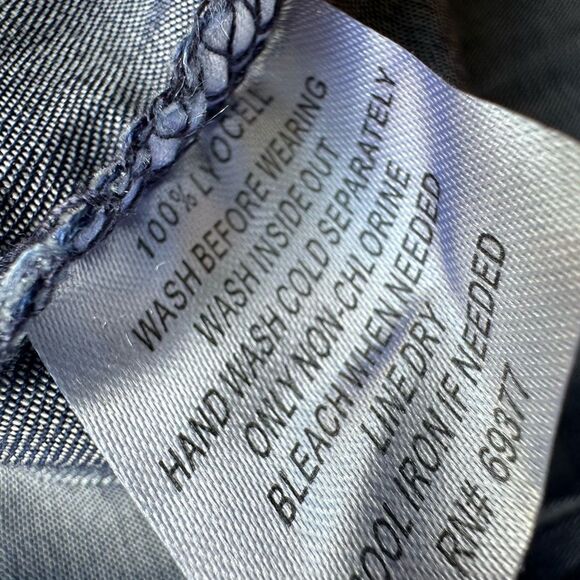 100% LYOCELL
WASH BEFORE WEARING
WASH INSIDE OUT
HAND WASH COLD SEPARATELY
ONLY NON-CHLORINE
BLEACH WHEN NEEDED
LINE DRY
COOL IRON IF NEEDED
RN# 69377